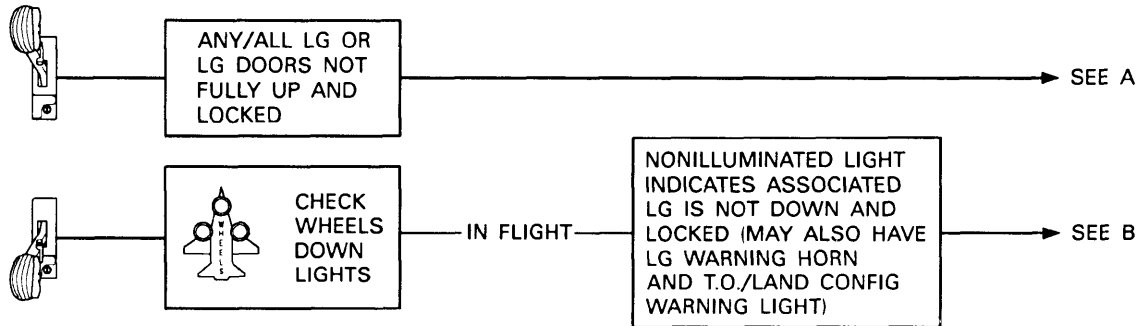 ANY/ALL LG OR
LG DOORS NOT
FULLY UP AND
LOCKED
SEE A
WHEELS
CHECK
WHEELS
DOWN
LIGHTS
IN FLIGHT
NONILLUMINATED LIGHT
INDICATES ASSOCIATED
LG IS NOT DOWN AND
LOCKED (MAY ALSO HAVE
LG WARNING HORN
AND T.O./LAND CONFIG
WARNING LIGHT)
SEE B